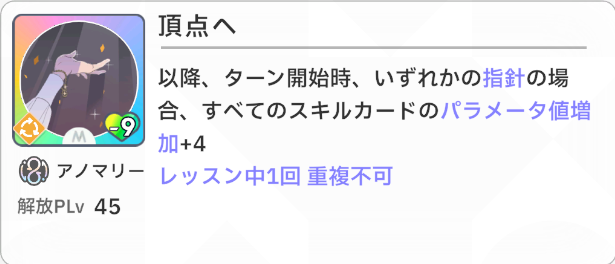 頂点へ
以降、ターン開始時、いずれかの指針の場
合、すべてのスキルカードのパラメータ値増
加+4
レッスン中1回 重複不可
M
-9
アノマリー
解放PLv 45